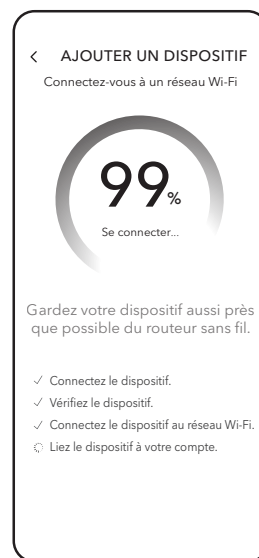 AJOUTER UN DISPOSITIF
Connectez-vous à un réseau Wi-Fi
99%
Se connecter...
Gardez votre dispositif aussi près
que possible du routeur sans fil.
Connectez le dispositif.
Vérifiez le dispositif.
Connectez le dispositif au réseau Wi-Fi.
Liez le dispositif à votre compte.